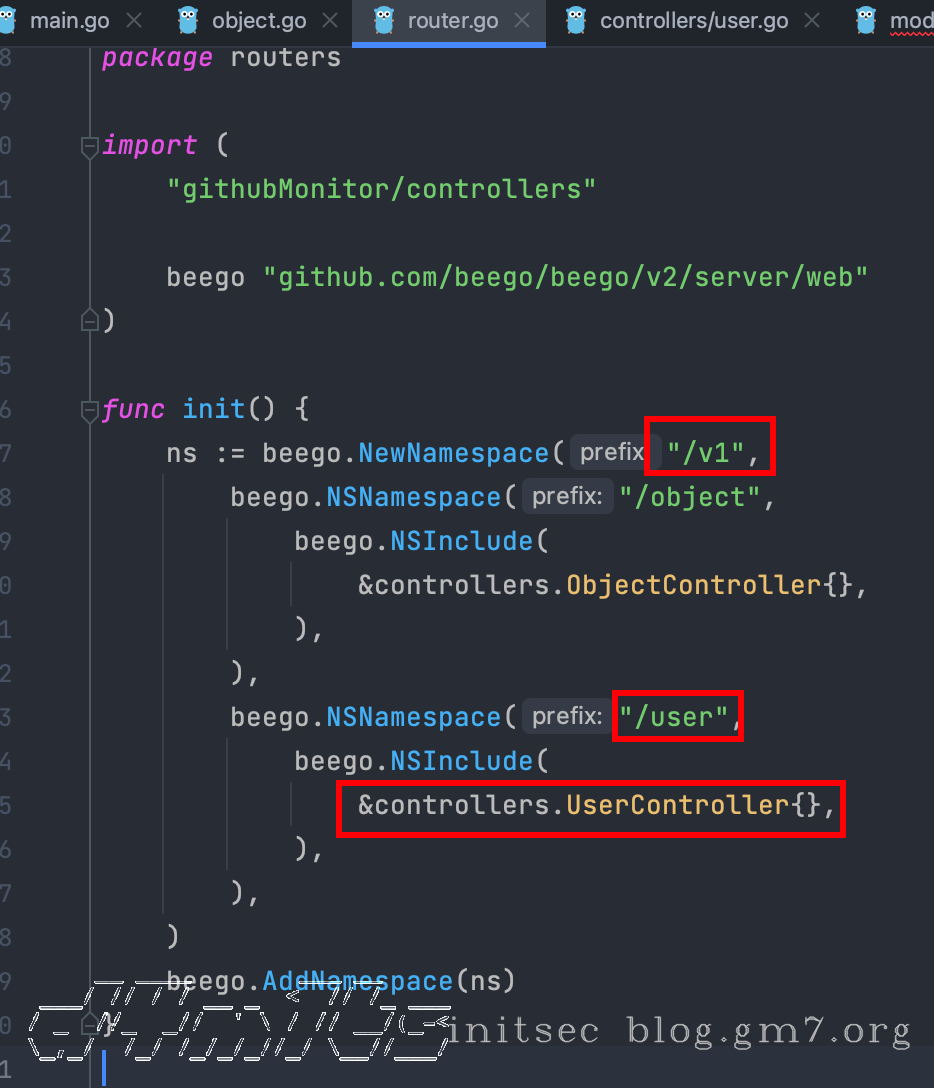 main.go object.go router.go controllers/user.go mod
8 package routers
9
0 import (
1 "githubMonitor/controllers"
2
3 beego "github.com/beego/beego/v2/server/web"
4 )
5
6 func init() {
7 ns := beego.NewNamespace( prefix "/v1",
8 beego.NSNamespace( prefix: "/object",
9 beego.NSInclude(
0 &controllers.ObjectController{},
1 ),
2 ),
3 beego.NSNamespace( prefix: "/user",
4 beego.NSInclude(
5 &controllers.UserController{},
6 ),
7 ),
8 )
9 beego.AddNamespace(ns)
0 }
initsec blog.gm7.org
1